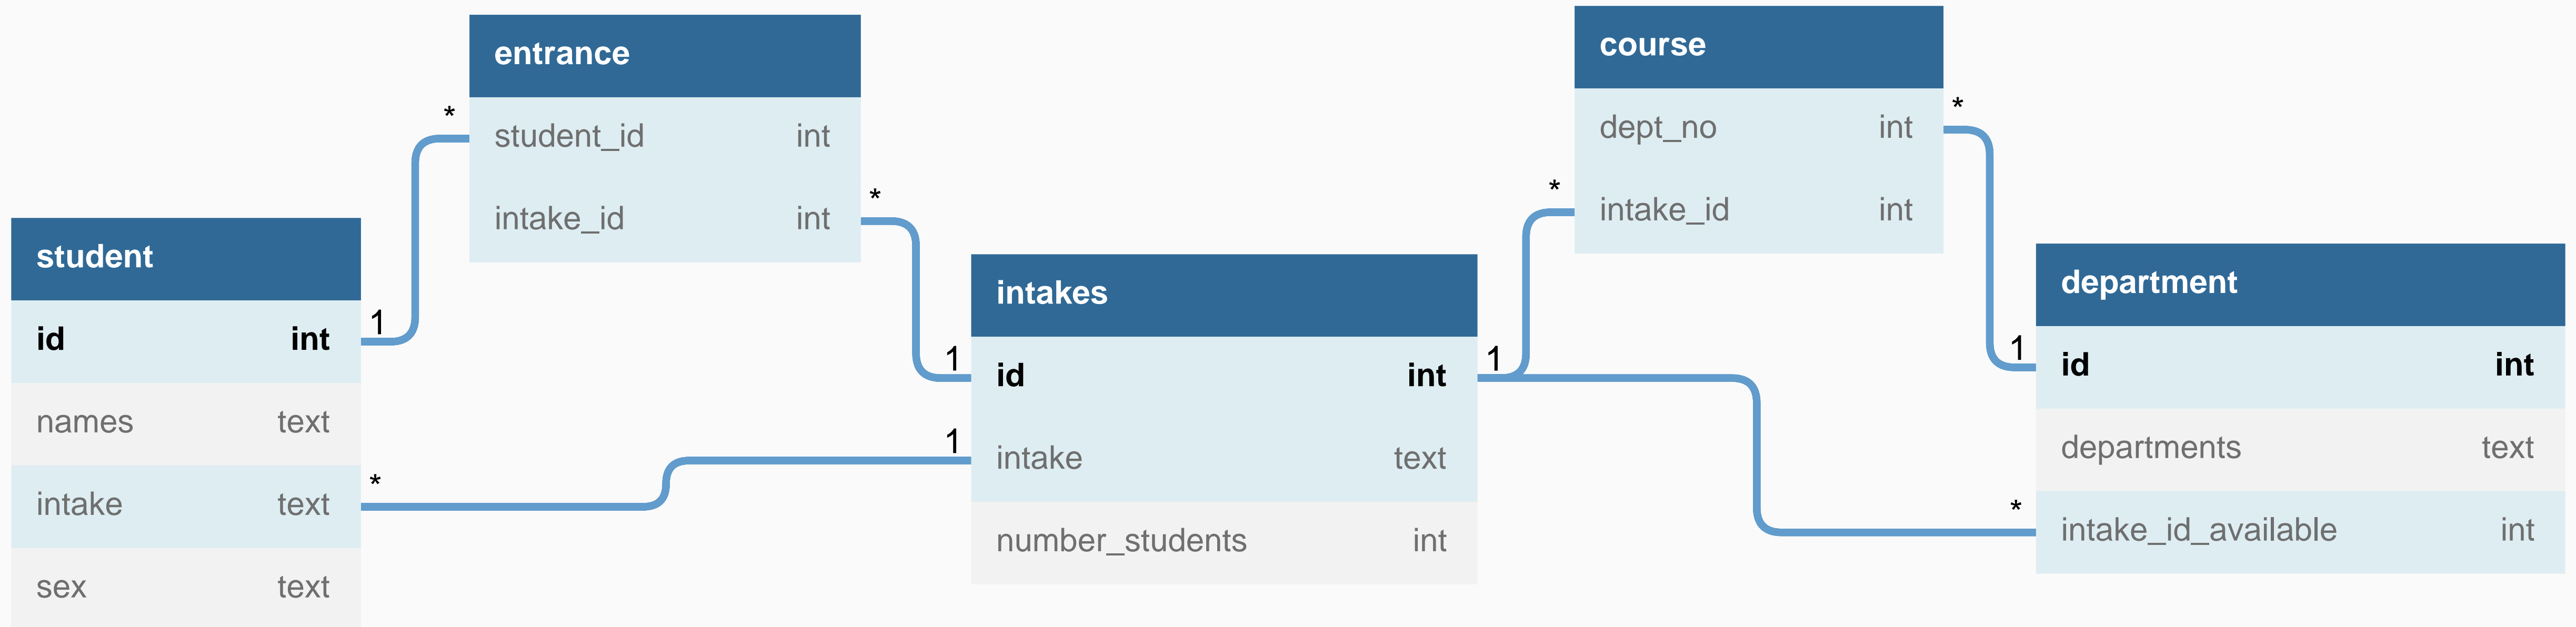 entrance
*
student_id int
*
intake_id int
student
1
id int
names text
*
intake text
sex text
intakes
1 1
id int
1
intake text
number_students int
course
*
dept_no int
*
intake_id int
department
1
id int
departments text
*
intake_id_available int